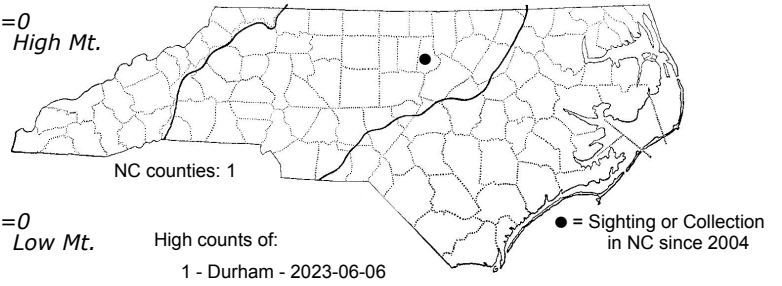 =0
High Mt.
NC counties: 1
=0
Low Mt.
High counts of:
1 - Durham - 2023-06-06
● = Sighting or Collection
in NC since 2004